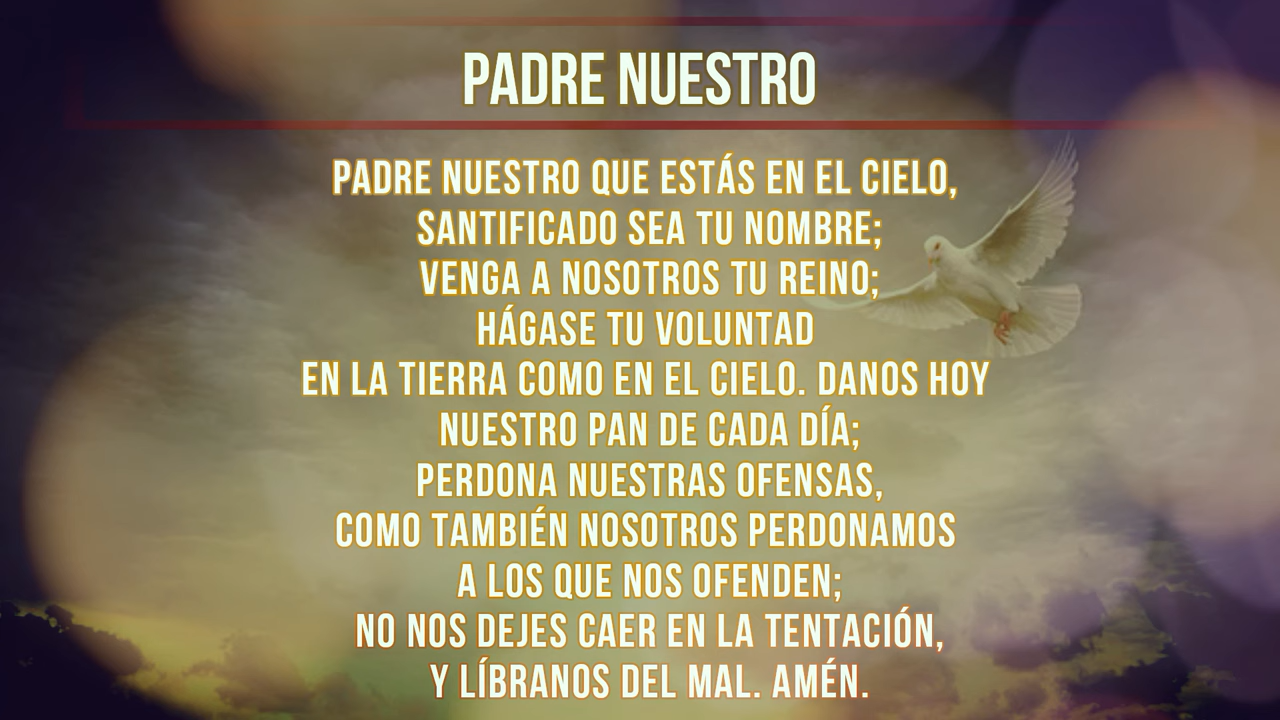 PADRE NUESTRO
PADRE NUESTRO QUE ESTÁS EN EL CIELO,
SANTIFICADO SEA TU NOMBRE;
VENGA A NOSOTROS TU REINO;
HÁGASE TU VOLUNTAD
EN LA TIERRA COMO EN EL CIELO. DANOS HOY
NUESTRO PAN DE CADA DÍA;
PERDONA NUESTRAS OFENSAS,
COMO TAMBIÉN NOSOTROS PERDONAMOS
A LOS QUE NOS OFENDEN;
NO NOS DEJES CAER EN LA TENTACIÓN,
Y LÍBRANOS DEL MAL. AMÉN.